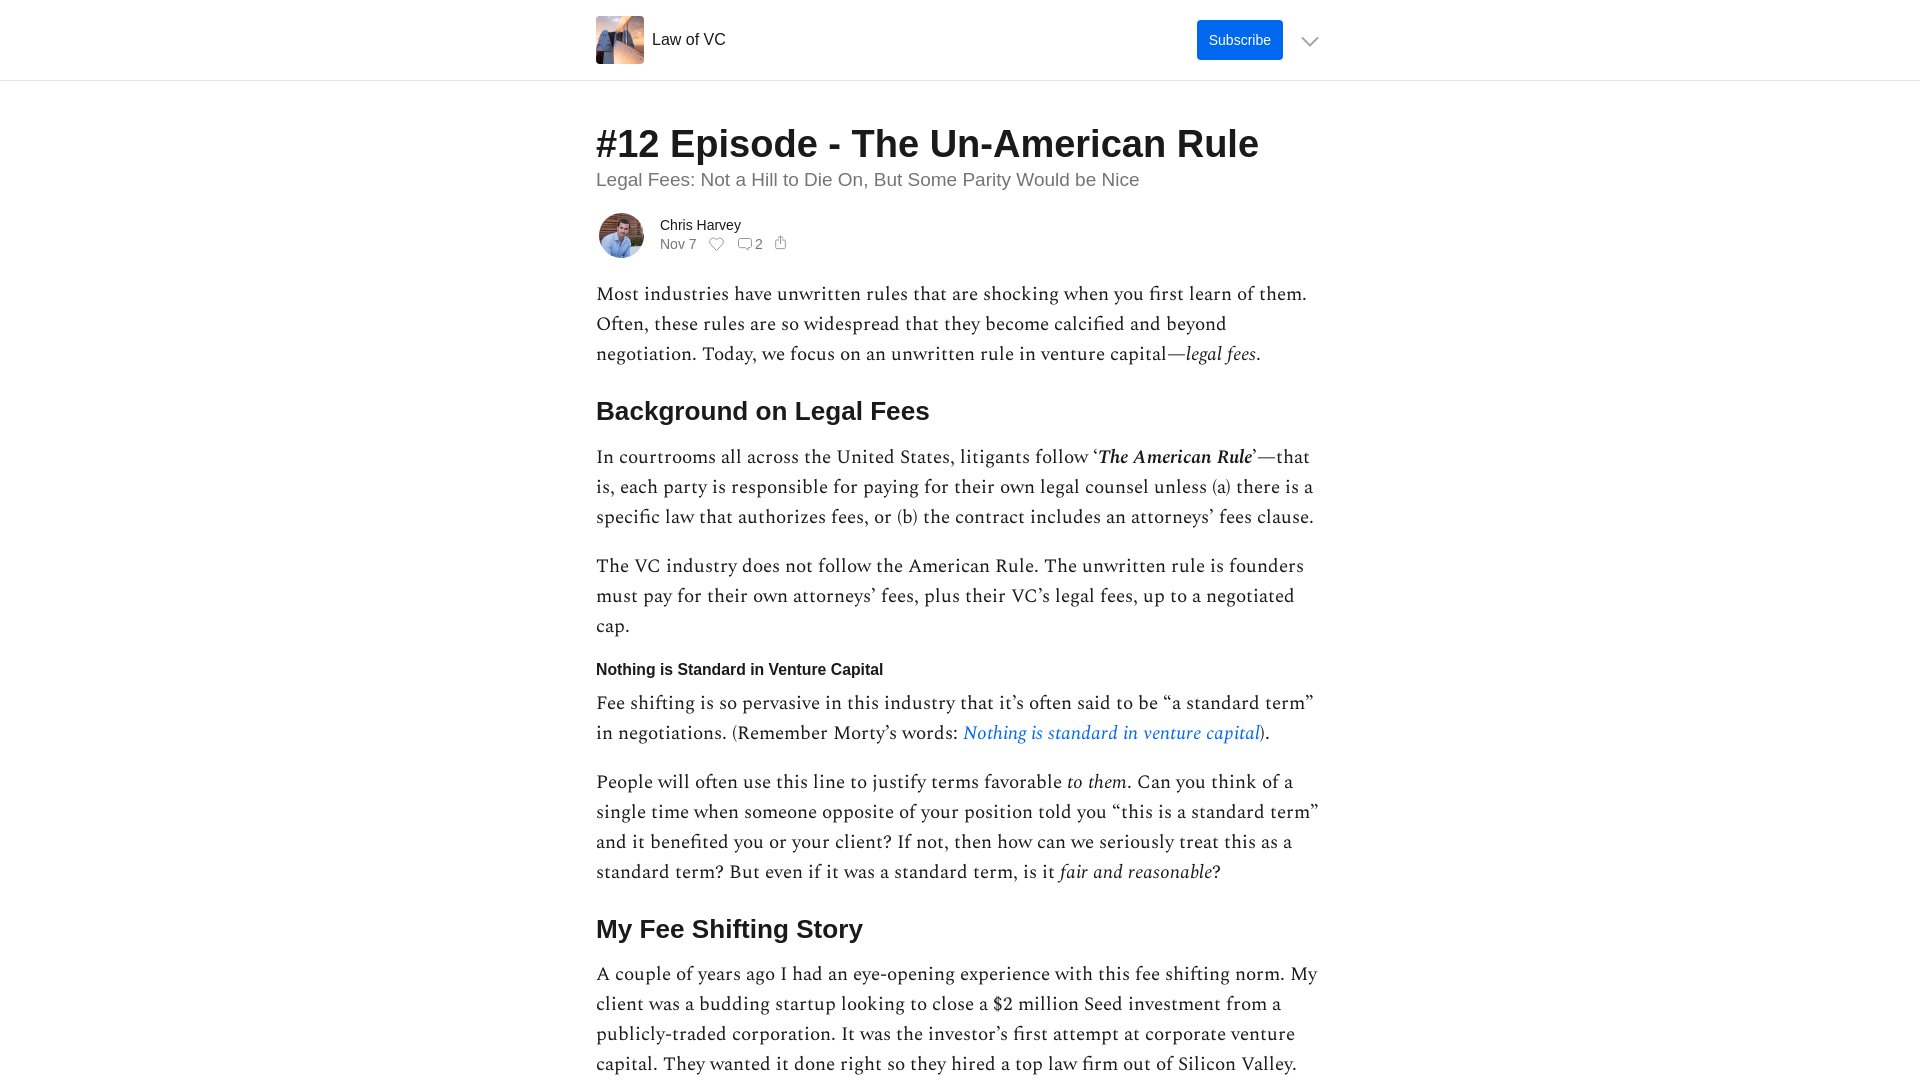 Law of VC
Subscribe
#12 Episode - The Un-American Rule
Legal Fees: Not a Hill to Die On, But Some Parity Would be Nice
Chris Harvey
Nov 7
2
Most industries have unwritten rules that are shocking when you first learn of them.
Often, these rules are so widespread that they become calcified and beyond
negotiation. Today, we focus on an unwritten rule in venture capital—legal fees.
Background on Legal Fees
In courtrooms all across the United States, litigants follow ‘The American Rule’—that
is, each party is responsible for paying for their own legal counsel unless (a) there is a
specific law that authorizes fees, or (b) the contract includes an attorneys’ fees clause.
The VC industry does not follow the American Rule. The unwritten rule is founders
must pay for their own attorneys’ fees, plus their VC’s legal fees, up to a negotiated
cap.
Nothing is Standard in Venture Capital
Fee shifting is so pervasive in this industry that it’s often said to be “a standard term”
in negotiations. (Remember Morty’s words: Nothing is standard in venture capital).
People will often use this line to justify terms favorable to them. Can you think of a
single time when someone opposite of your position told you “this is a standard term”
and it benefited you or your client? If not, then how can we seriously treat this as a
standard term? But even if it was a standard term, is it fair and reasonable?
My Fee Shifting Story
A couple of years ago I had an eye-opening experience with this fee shifting norm. My
client was a budding startup looking to close a $2 million Seed investment from a
publicly-traded corporation. It was the investor’s first attempt at corporate venture
capital. They wanted it done right so they hired a top law firm out of Silicon Valley.